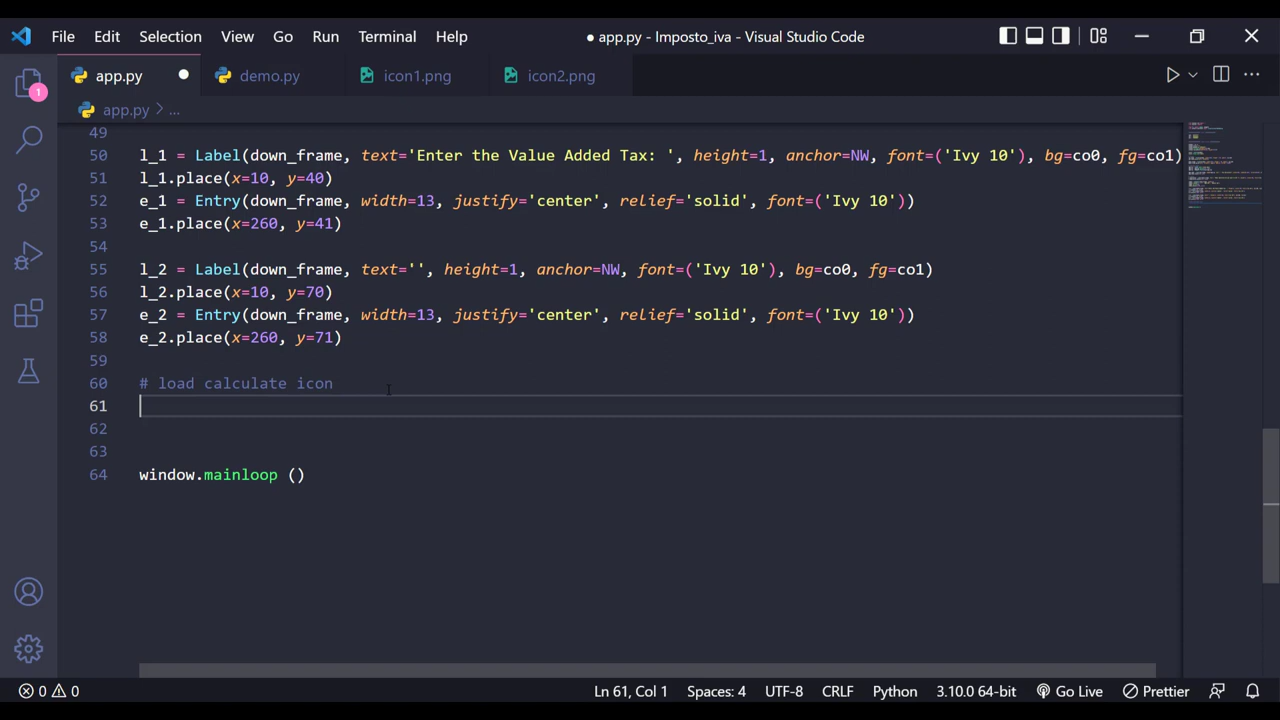 File Edit Selection View Go Run Terminal Help ● app.py - Imposto_iva - Visual Studio Code
app.py ● demo.py icon1.png icon2.png
1
app.py > ...
49
50 l_1 = Label(down_frame, text='Enter the Value Added Tax: ', height=1, anchor=NW, font=('Ivy 10'), bg=co0, fg=co1)
51 l_1.place(x=10, y=40)
52 e_1 = Entry(down_frame, width=13, justify='center', relief='solid', font=('Ivy 10'))
53 e_1.place(x=260, y=41)
54
55 l_2 = Label(down_frame, text='', height=1, anchor=NW, font=('Ivy 10'), bg=co0, fg=co1)
56 l_2.place(x=10, y=70)
57 e_2 = Entry(down_frame, width=13, justify='center', relief='solid', font=('Ivy 10'))
58 e_2.place(x=260, y=71)
59
60 # load calculate icon
61
62
63
64 window.mainloop ()
0 0 Ln 61, Col 1 Spaces: 4 UTF-8 CRLF Python 3.10.0 64-bit Go Live Prettier